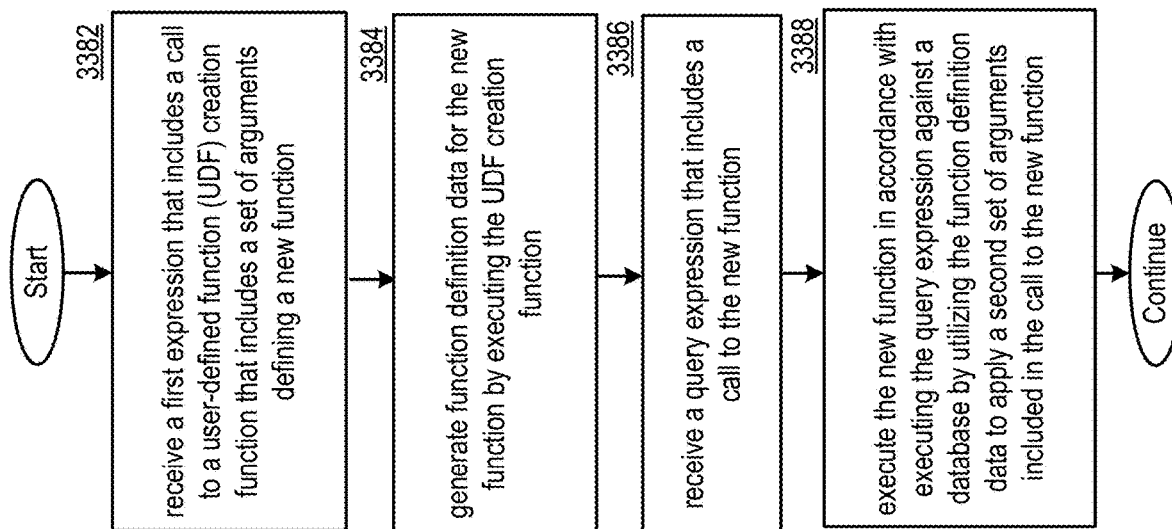 Start
3382
receive a first expression that includes a call
to a user-defined function (UDF) creation
function that includes a set of arguments
defining a new function
3384
generate function definition data for the new
function by executing the UDF creation
function
3386
receive a query expression that includes a
call to the new function
3388
execute the new function in accordance with
executing the query expression against a
database by utilizing the function definition
data to apply a second set of arguments
included in the call to the new function
Continue